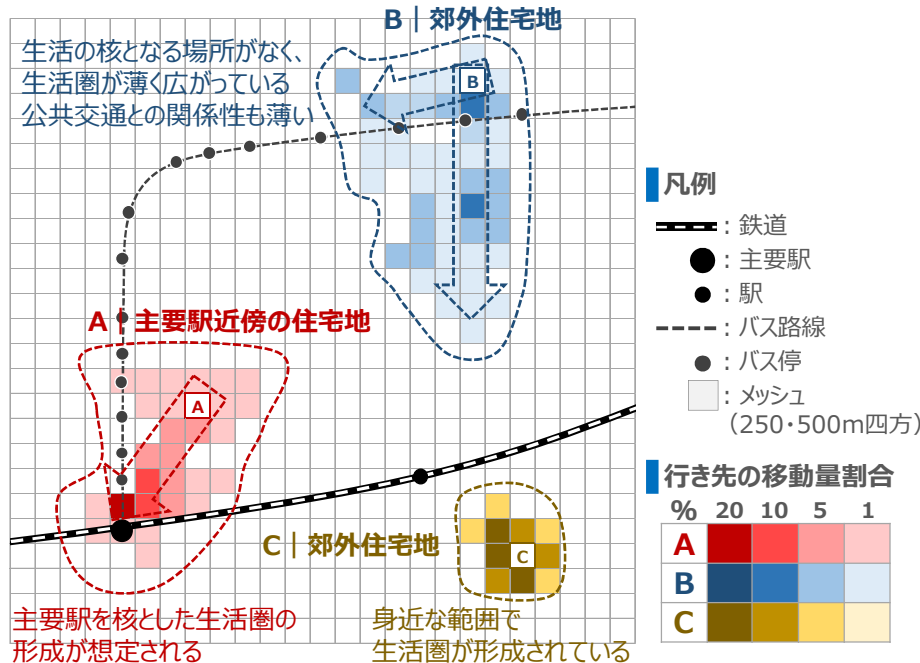 B｜郊外住宅地
生活の核となる場所がなく、
生活圏が薄く広がっている
公共交通との関係性も薄い
B
A｜主要駅近傍の住宅地
A
C｜郊外住宅地
C
主要駅を核とした生活圏の
形成が想定される
身近な範囲で
生活圏が形成されている
凡例
：鉄道
：主要駅
：駅
：バス路線
：バス停
：メッシュ
（250・500m四方）
行き先の移動量割合
% 20 10 5 1
A
B
C